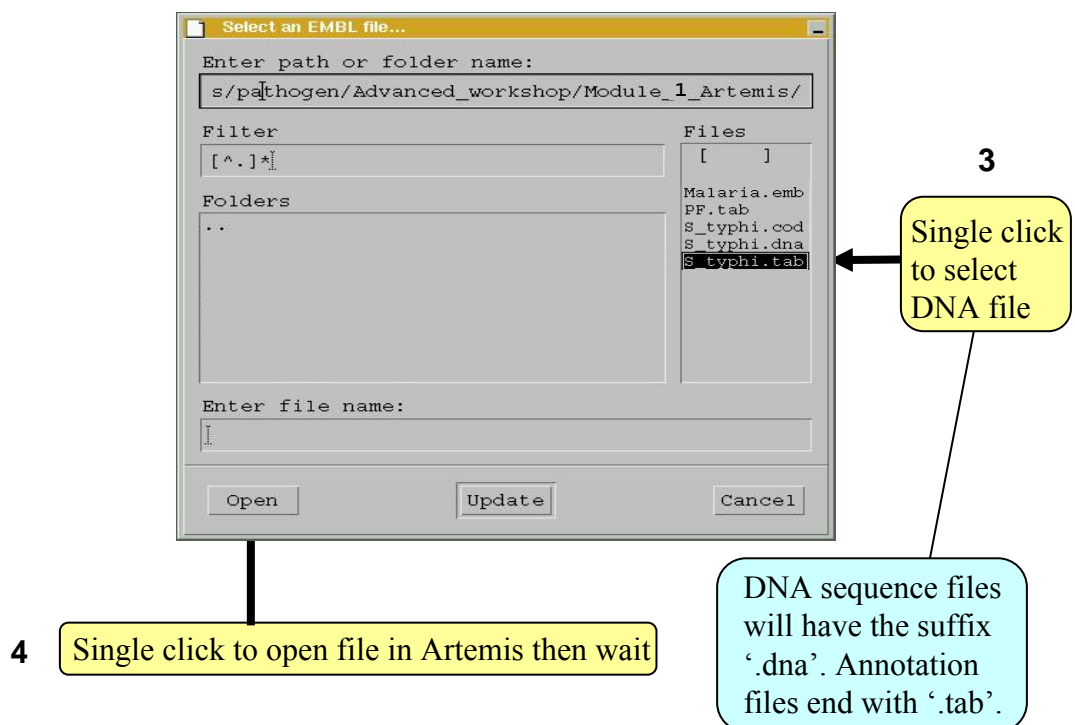 Select an EMBL file...
Enter path or folder name:
s/pathogen/Advanced_workshop/Module_1_Artemis/
Filter
[^.]*
Files
[ ]
Malaria.emb
PF.tab
S_typhi.cod
S_typhi.dna
S_typhi.tab
Folders
..
Enter file name:
Open
Update
Cancel
3
Single click
to select
DNA file
DNA sequence files
will have the suffix
‘.dna’. Annotation
files end with ‘.tab’.
4
Single click to open file in Artemis then wait